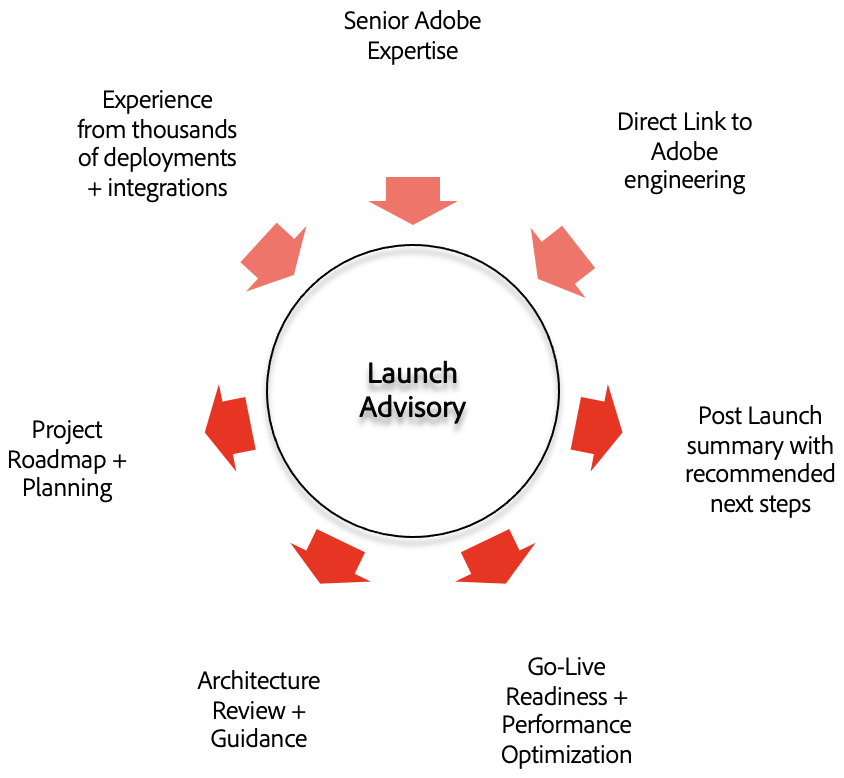 Senior Adobe
Expertise
Experience
from thousands
of deployments
+ integrations
Direct Link to
Adobe
engineering
Launch
Advisory
Project
Roadmap +
Planning
Post Launch
summary with
recommended
next steps
Architecture
Review +
Guidance
Go-Live
Readiness +
Performance
Optimization